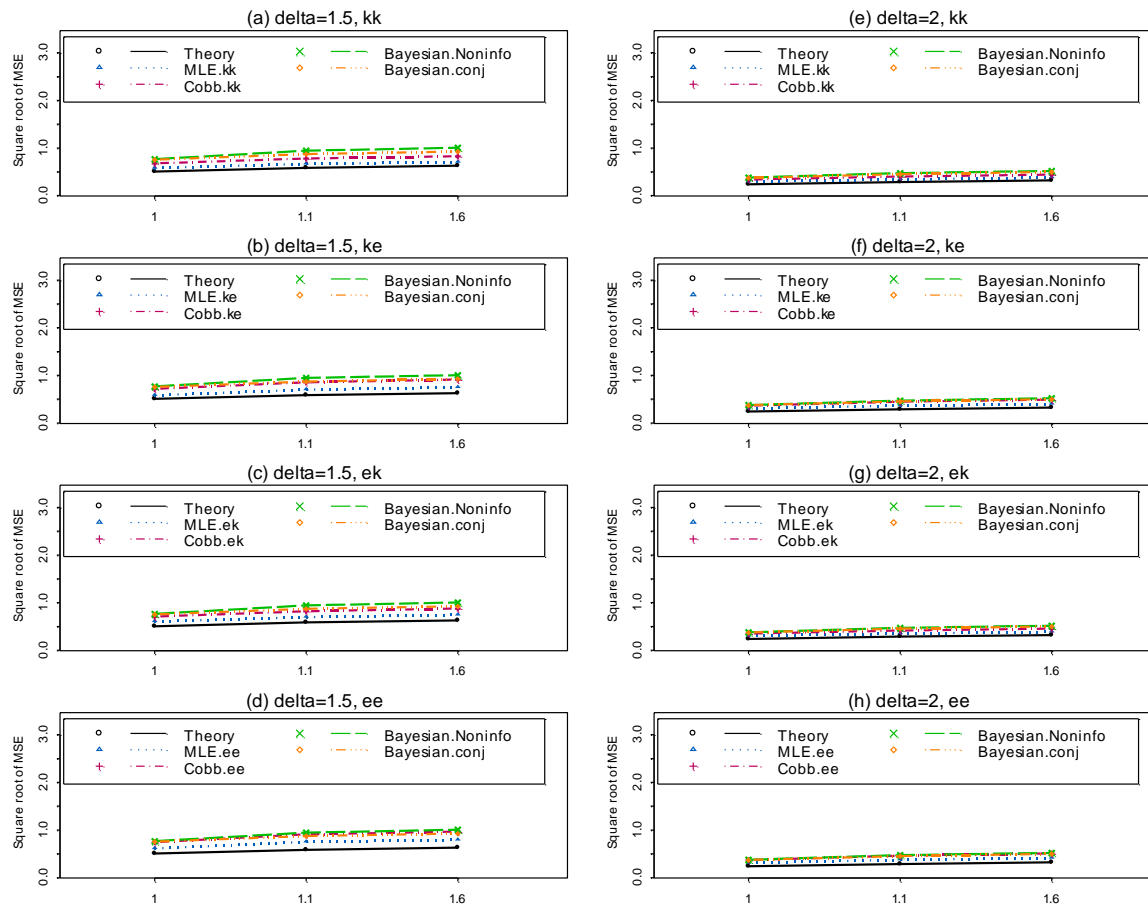 (a) delta=1.5, kk
Square root of MSE
3.0
2.0
1.0
0.0
Theory
MLE.kk
Cobb.kk
Bayesian.Noninfo
Bayesian.conj
1 1.1 1.6
(b) delta=1.5, ke
Square root of MSE
3.0
2.0
1.0
0.0
Theory
MLE.ke
Cobb.ke
Bayesian.Noninfo
Bayesian.conj
1 1.1 1.6
(c) delta=1.5, ek
Square root of MSE
3.0
2.0
1.0
0.0
Theory
MLE.ek
Cobb.ek
Bayesian.Noninfo
Bayesian.conj
1 1.1 1.6
(d) delta=1.5, ee
Square root of MSE
3.0
2.0
1.0
0.0
Theory
MLE.ee
Cobb.ee
Bayesian.Noninfo
Bayesian.conj
1 1.1 1.6
(e) delta=2, kk
Square root of MSE
3.0
2.0
1.0
0.0
Theory
MLE.kk
Cobb.kk
Bayesian.Noninfo
Bayesian.conj
1 1.1 1.6
(f) delta=2, ke
Square root of MSE
3.0
2.0
1.0
0.0
Theory
MLE.ke
Cobb.ke
Bayesian.Noninfo
Bayesian.conj
1 1.1 1.6
(g) delta=2, ek
Square root of MSE
3.0
2.0
1.0
0.0
Theory
MLE.ek
Cobb.ek
Bayesian.Noninfo
Bayesian.conj
1 1.1 1.6
(h) delta=2, ee
Square root of MSE
3.0
2.0
1.0
0.0
Theory
MLE.ee
Cobb.ee
Bayesian.Noninfo
Bayesian.conj
1 1.1 1.6